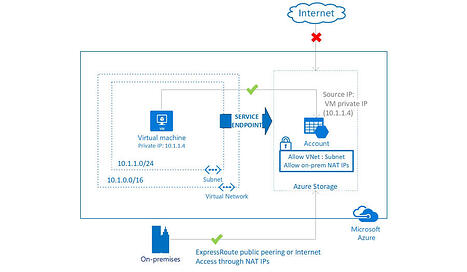 Internet
Source IP:
VM private IP
(10.1.1.4)
SERVICE
ENDPOINT
VM
Virtual machine
Private IP: 10.1.1.4
Account
Allow VNet : Subnet
Allow on-prem NAT IPs
10.1.1.0/24
Subnet
10.1.0.0/16
Virtual Network
Azure Storage
Microsoft
Azure
On-premises
ExpressRoute public peering or Internet
Access through NAT IPs